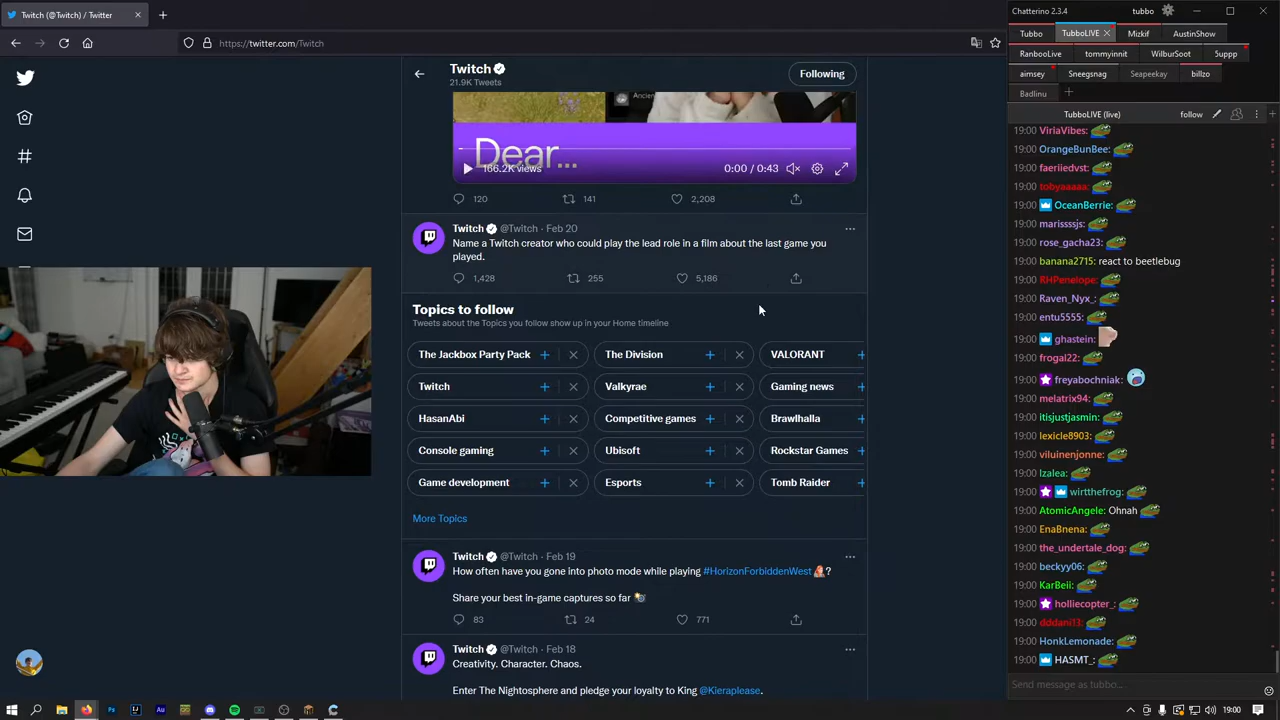 Twitch (@Twitch) / Twitter
https://twitter.com/Twitch
Twitch
21.9K Tweets
Following
Ancien
Dear...
166.2K views
0:00 / 0:43
120
141
2,208
Twitch @Twitch · Feb 20
Name a Twitch creator who could play the lead role in a film about the last game you
played.
1,428
255
5,186
Topics to follow
Tweets about the Topics you follow show up in your Home timeline
The Jackbox Party Pack
The Division
VALORANT
Twitch
Valkyrae
Gaming news
HasanAbi
Competitive games
Brawlhalla
Console gaming
Ubisoft
Rockstar Games
Game development
Esports
Tomb Raider
More Topics
Twitch @Twitch · Feb 19
How often have you gone into photo mode while playing #HorizonForbiddenWest ?
Share your best in-game captures so far
83
24
771
Twitch @Twitch · Feb 18
Creativity. Character. Chaos.
Enter The Nightosphere and pledge your loyalty to King @Kieraplease.
Chatterino 2.3.4
tubbo
Tubbo
TubboLIVE
Mizkif
AustinShow
RanbooLive
tommyinnit
WilburSoot
5uppp
aimsey
Sneegsnag
Seapeekay
billzo
Badlinu
TubboLIVE (live)
follow
19:00 ViriaVibes:
19:00 OrangeBunBee:
19:00 faeriiedvst:
19:00 tobyaaaaa:
19:00 OceanBerrie:
19:00 marissssjs:
19:00 rose_gacha23:
19:00 banana2715: react to beetlebug
19:00 RHPenelope:
19:00 Raven_Nyx_:
19:00 entu5555:
19:00 ghastein:
19:00 frogal22:
19:00 freyabochniak:
19:00 melatrix94:
19:00 itisjustjasmin:
19:00 lexicle8903:
19:00 viluinenjonne:
19:00 Izalea:
19:00 wirtthefrog:
19:00 AtomicAngele: Ohnah
19:00 EnaBnena:
19:00 the_undertale_dog:
19:00 beckyy06:
19:00 KarBeii:
19:00 holliecopter_:
19:00 dddani13:
19:00 HonkLemonade:
19:00 HASMT_:
Send message as tubbo...
19:00